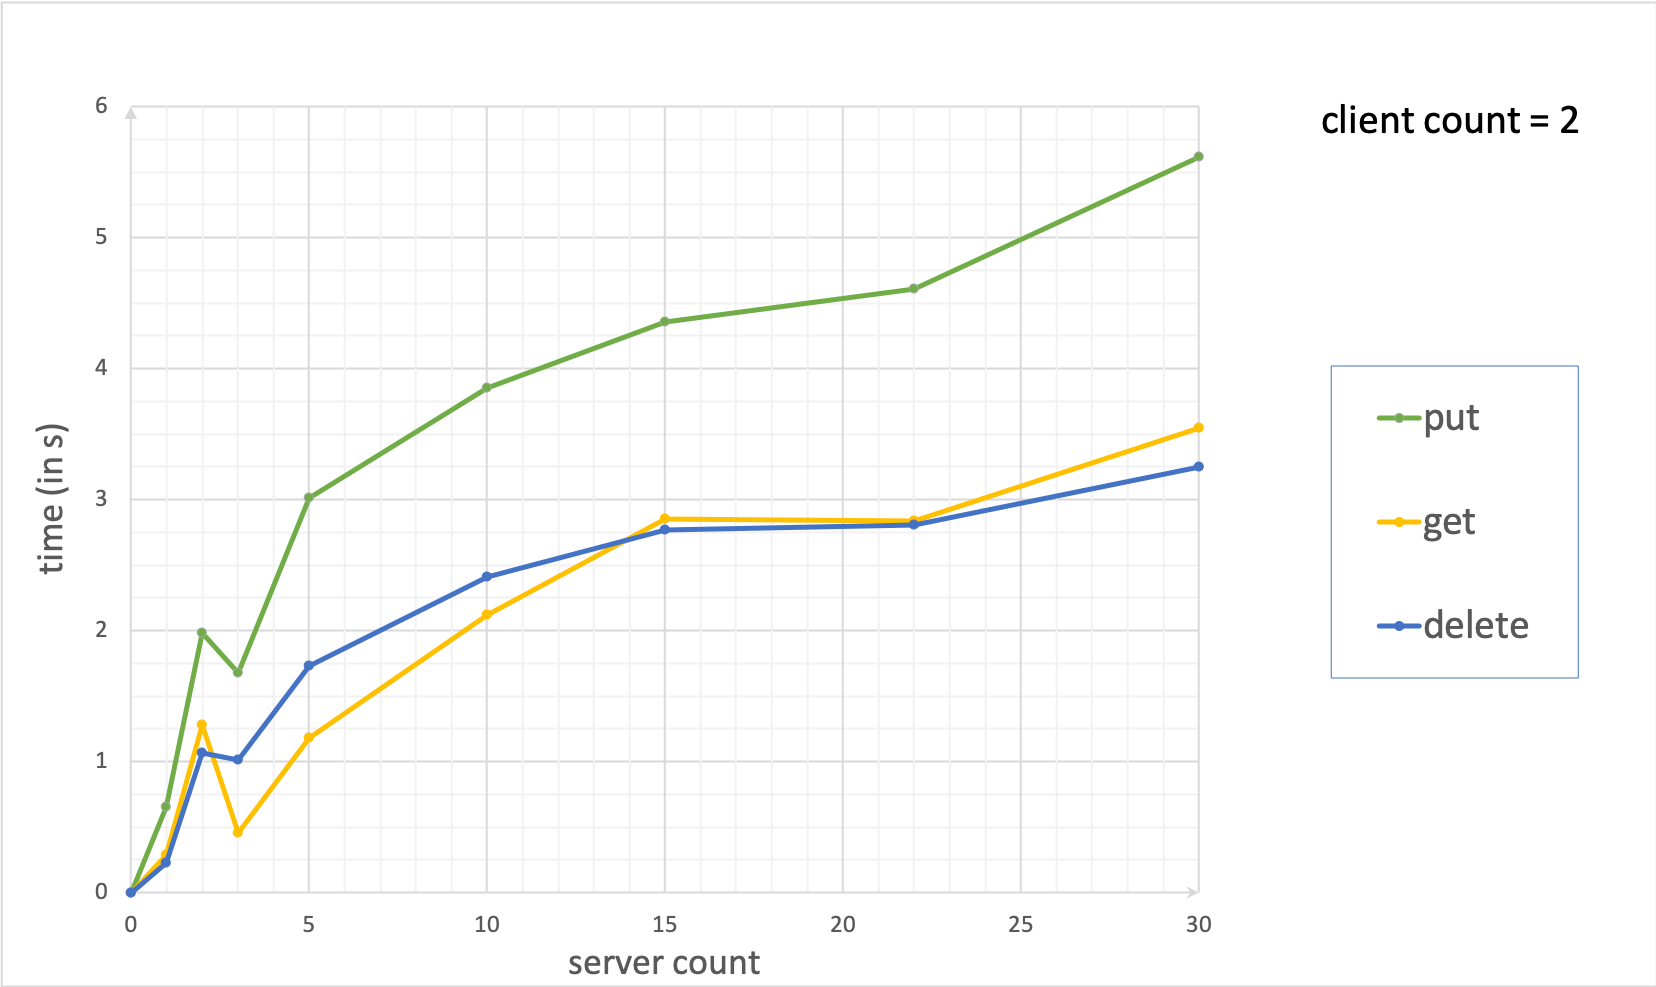 client count = 2
6
5
4
3
2
1
0
time (in s)
0 5 10 15 20 25 30
server count
put
get
delete